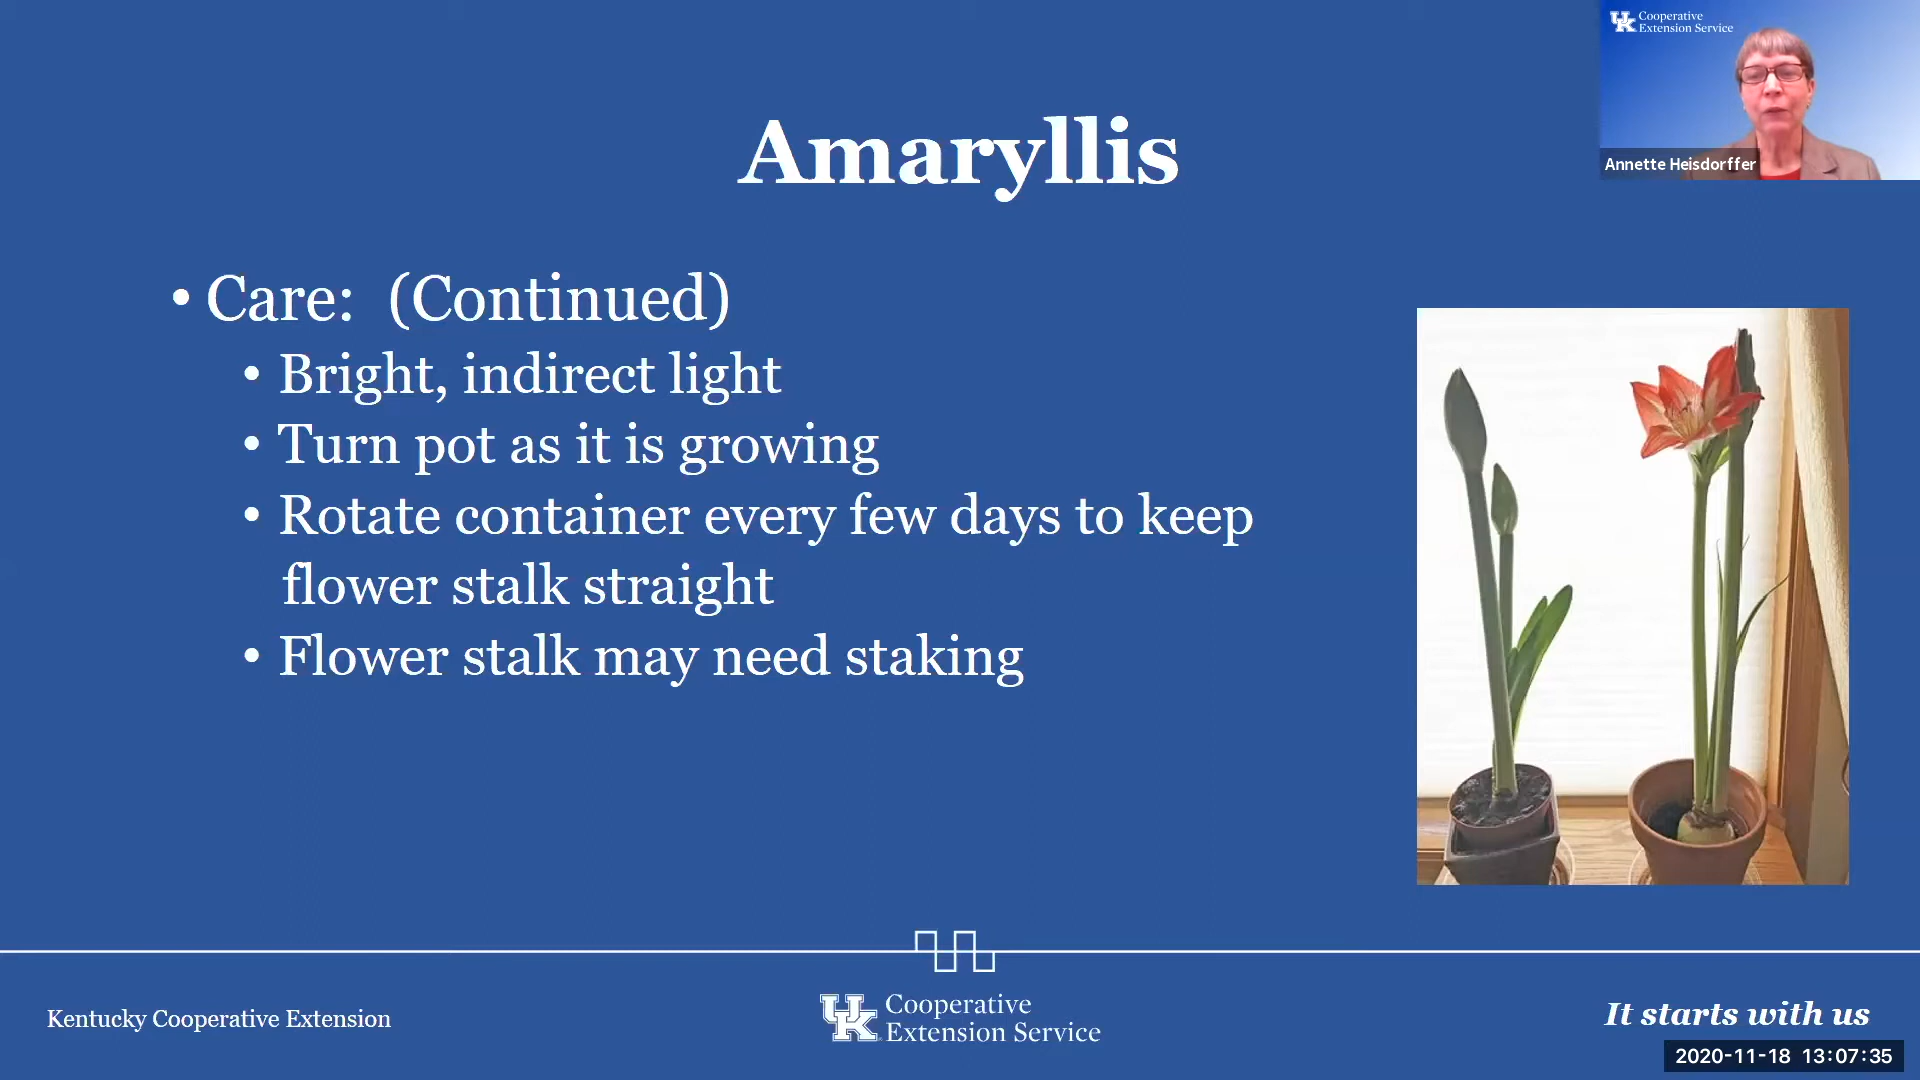 Cooperative
Extension Service
Annette Heisdorffer
Amaryllis
• Care: (Continued)
• Bright, indirect light
• Turn pot as it is growing
• Rotate container every few days to keep
flower stalk straight
• Flower stalk may need staking
Kentucky Cooperative Extension
UK Cooperative
Extension Service
It starts with us
2020-11-18 13:07:35